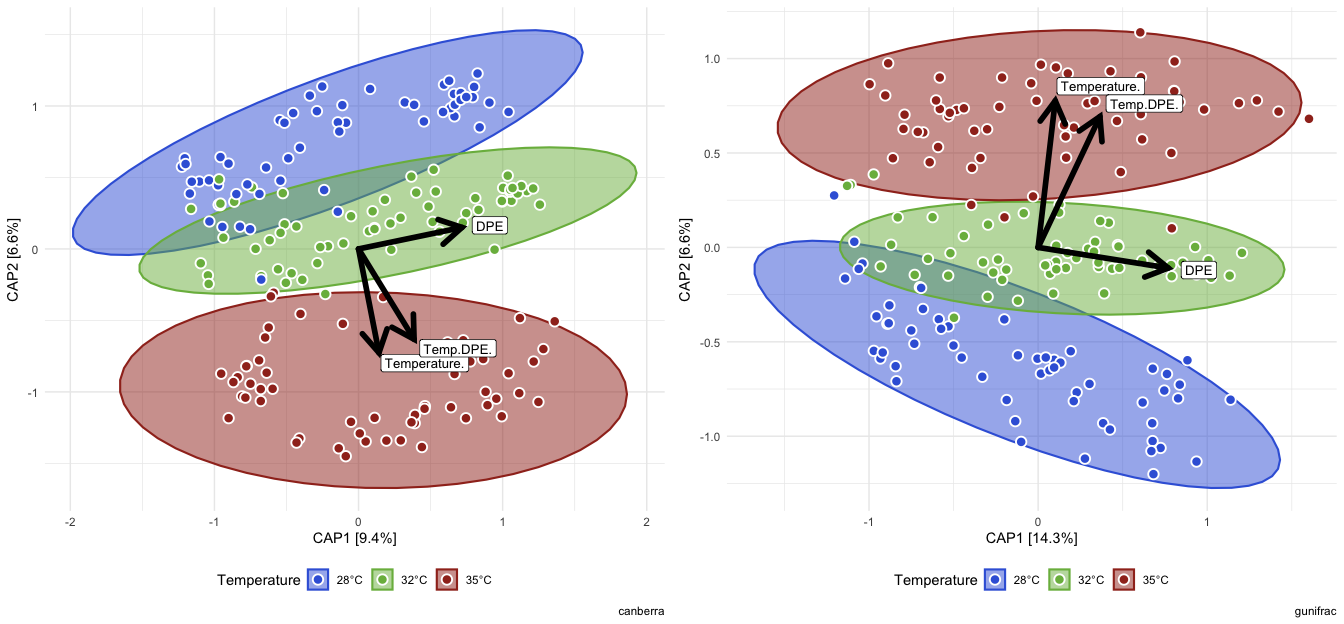 1
0
-1
CAP2 [6.6%]
DPE
Temp.DPE.
Temperature.
-2
-1
0
1
2
CAP1 [9.4%]
Temperature 28°C 32°C 35°C
canberra
1.0
0.5
0.0
-0.5
-1.0
CAP2 [6.6%]
Temperature.
Temp.DPE.
DPE
-1
0
1
CAP1 [14.3%]
Temperature 28°C 32°C 35°C
gunifrac